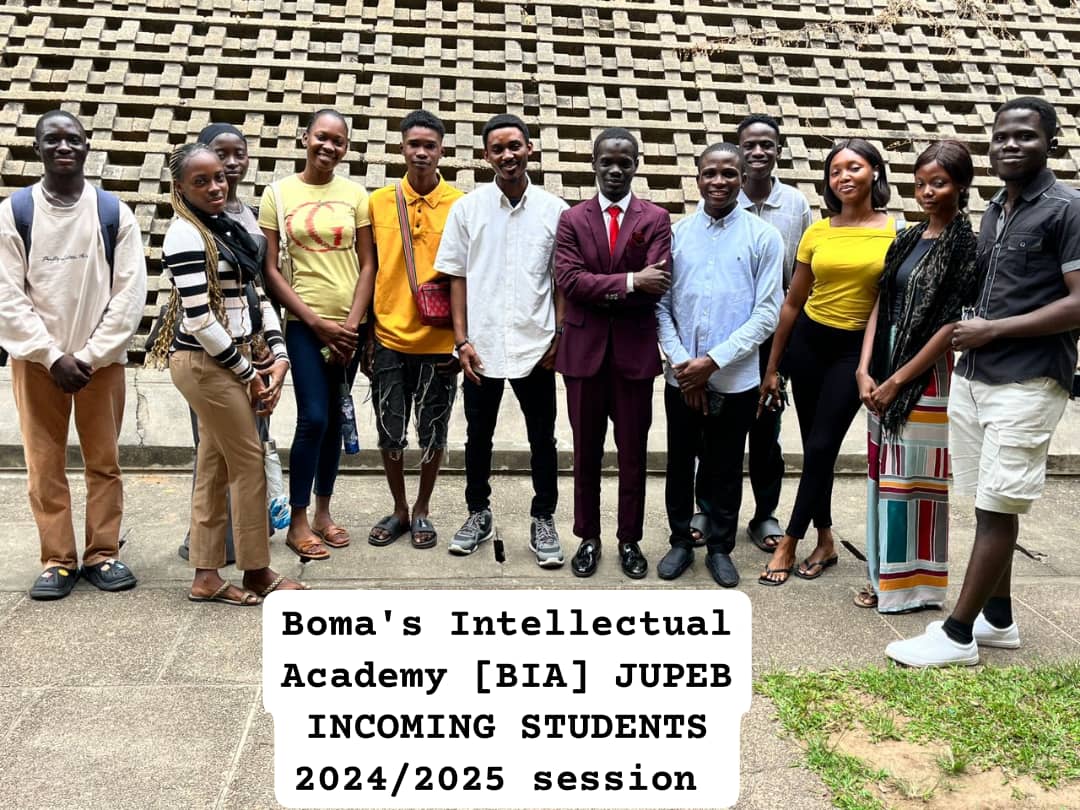 Boma's Intellectual
Academy [BIA] JUPEB
INCOMING STUDENTS
2024/2025 session